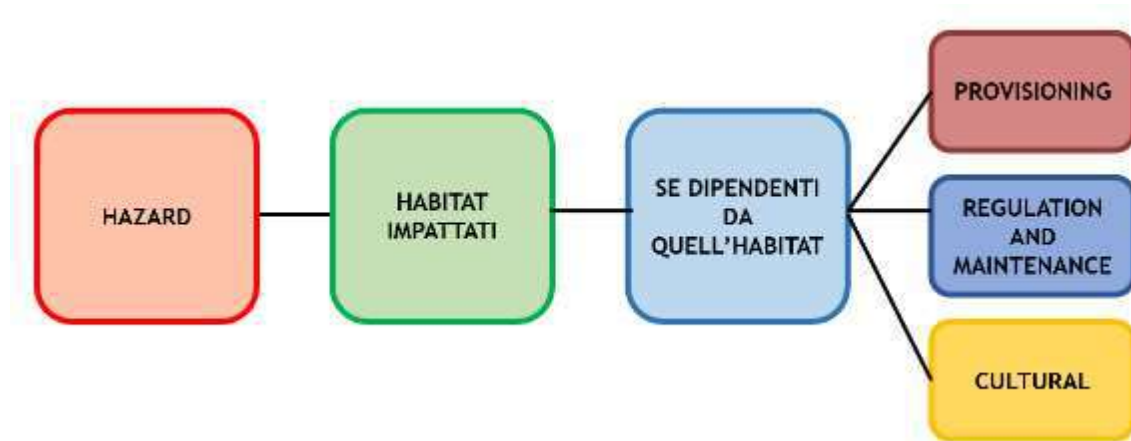 HAZARD
HABITAT
IMPATTATI
SE DIPENDENTI
DA
QUELL'HABITAT
PROVISIONING
REGULATION
AND
MAINTENANCE
CULTURAL